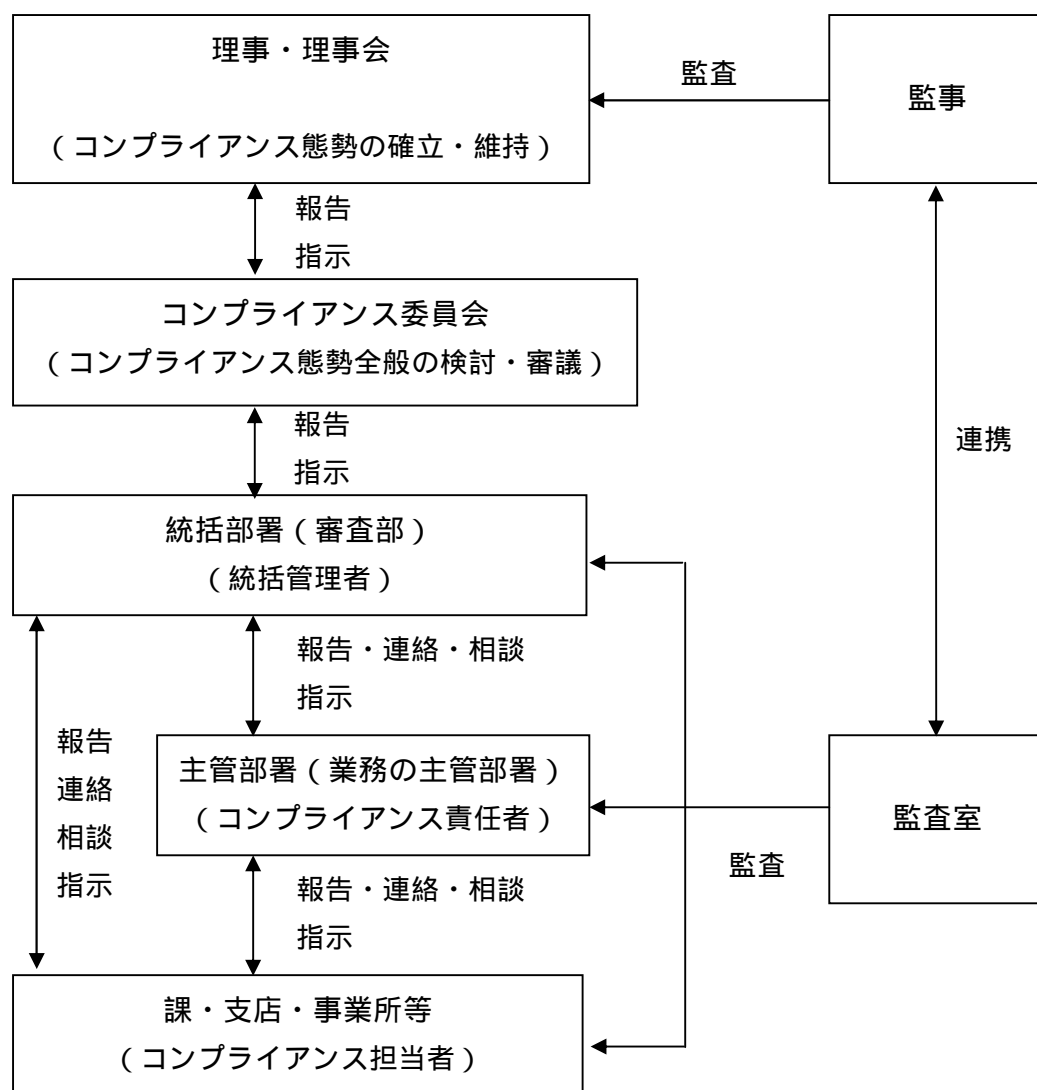 理事・理事会
(コンプライアンス態勢の確立・維持)
監査
監事
報告
指示
コンプライアンス委員会
(コンプライアンス態勢全般の検討・審議)
報告
指示
連携
統括部署(審査部)
(統括管理者)
報告・連絡・相談
指示
報告
連絡
相談
指示
主管部署(業務の主管部署)
(コンプライアンス責任者)
監査室
監査
報告・連絡・相談
指示
課・支店・事業所等
(コンプライアンス担当者)